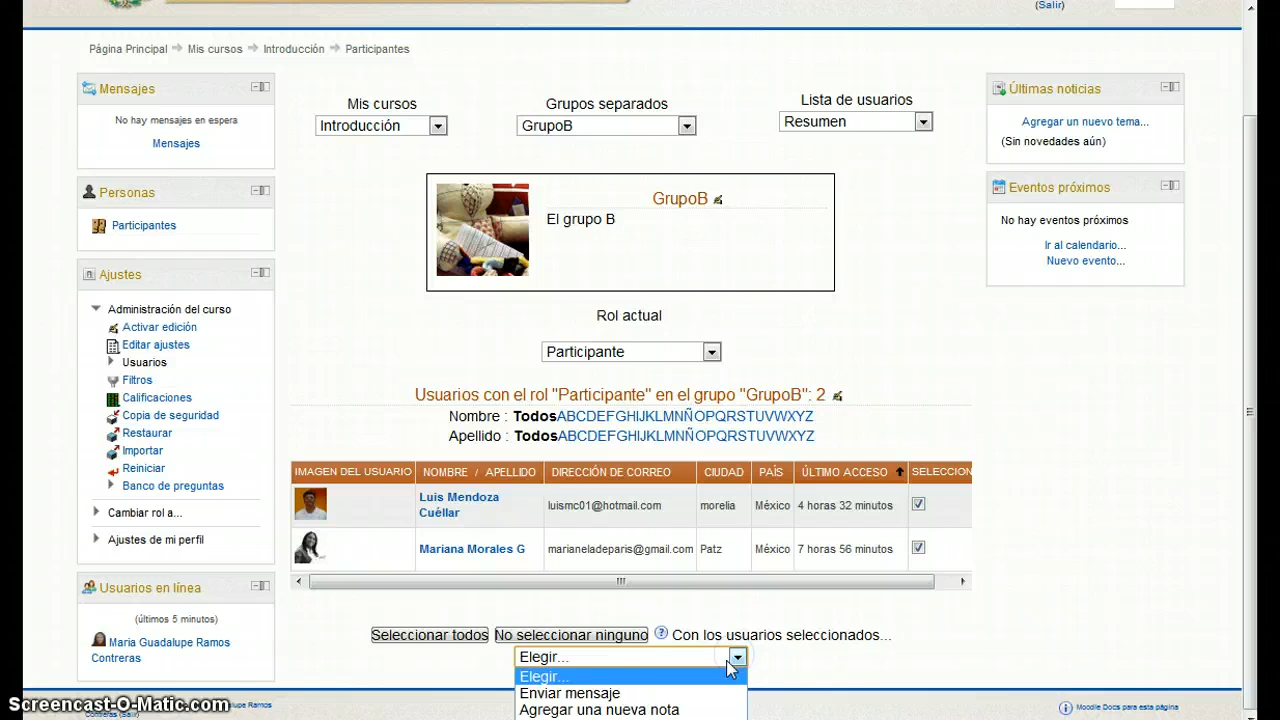 (Salir)
Página Principal Mis cursos Introducción Participantes
Mensajes
No hay mensajes en espera
Mensajes
Personas
Participantes
Ajustes
Administración del curso
Activar edición
Editar ajustes
Usuarios
Filtros
Calificaciones
Copia de seguridad
Restaurar
Importar
Reiniciar
Banco de preguntas
Cambiar rol a...
Ajustes de mi perfil
Usuarios en línea
(últimos 5 minutos)
Maria Guadalupe Ramos
Contreras
Mis cursos
Introducción
Grupos separados
GrupoB
Lista de usuarios
Resumen
GrupoB
El grupo B
Rol actual
Participante
Usuarios con el rol "Participante" en el grupo "GrupoB": 2
Nombre : TodosABCDEFGHIJKLMNÑOPQRSTUVWXYZ
Apellido : TodosABCDEFGHIJKLMNÑOPQRSTUVWXYZ
IMAGEN DEL USUARIO NOMBRE / APELLIDO DIRECCIÓN DE CORREO CIUDAD PAÍS ÚLTIMO ACCESO SELECCION
Luis Mendoza Cuéllar luismc01@hotmail.com morelia México 4 horas 32 minutos
Mariana Morales G marianeladeparis@gmail.com Patz México 7 horas 56 minutos
Seleccionar todos No seleccionar ninguno Con los usuarios seleccionados...
Elegir...
Elegir...
Enviar mensaje
Agregar una nueva nota
Últimas noticias
Agregar un nuevo tema...
(Sin novedades aún)
Eventos próximos
No hay eventos próximos
Ir al calendario...
Nuevo evento...
Screencast-O-Matic.com
lupe Ramos
Contreras (Salir)
Moodle Docs para esta página